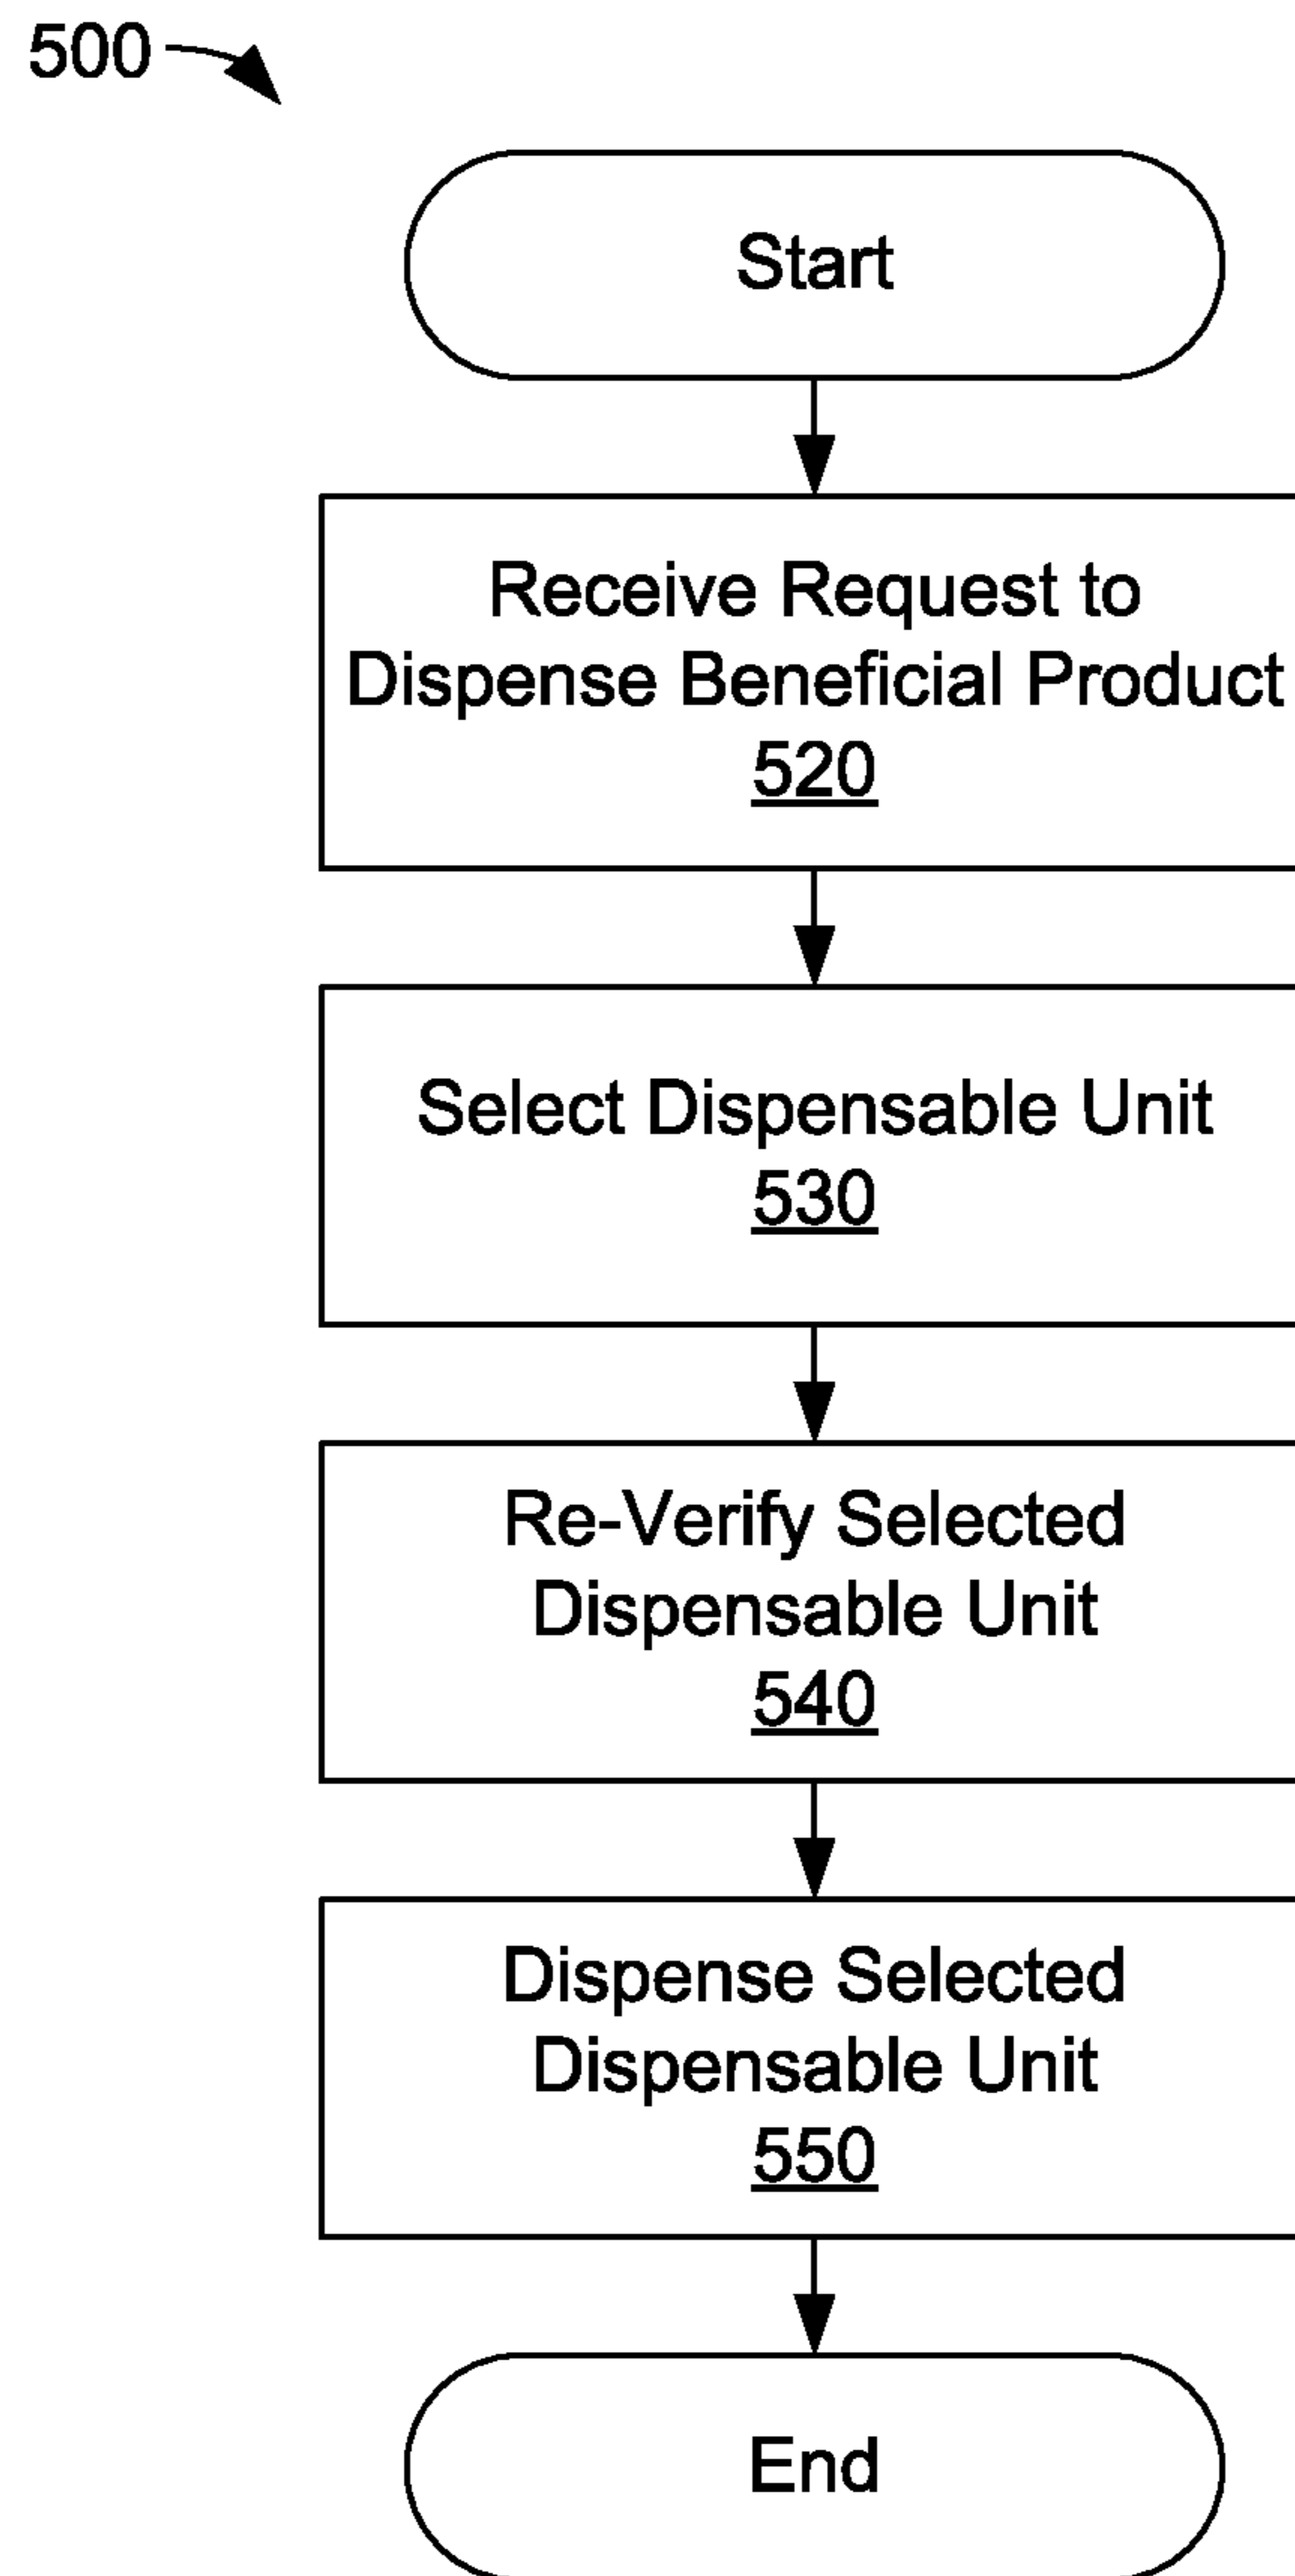 500
Start
Receive Request to
Dispense Beneficial Product
520
Select Dispensable Unit
530
Re-Verify Selected
Dispensable Unit
540
Dispense Selected
Dispensable Unit
550
End